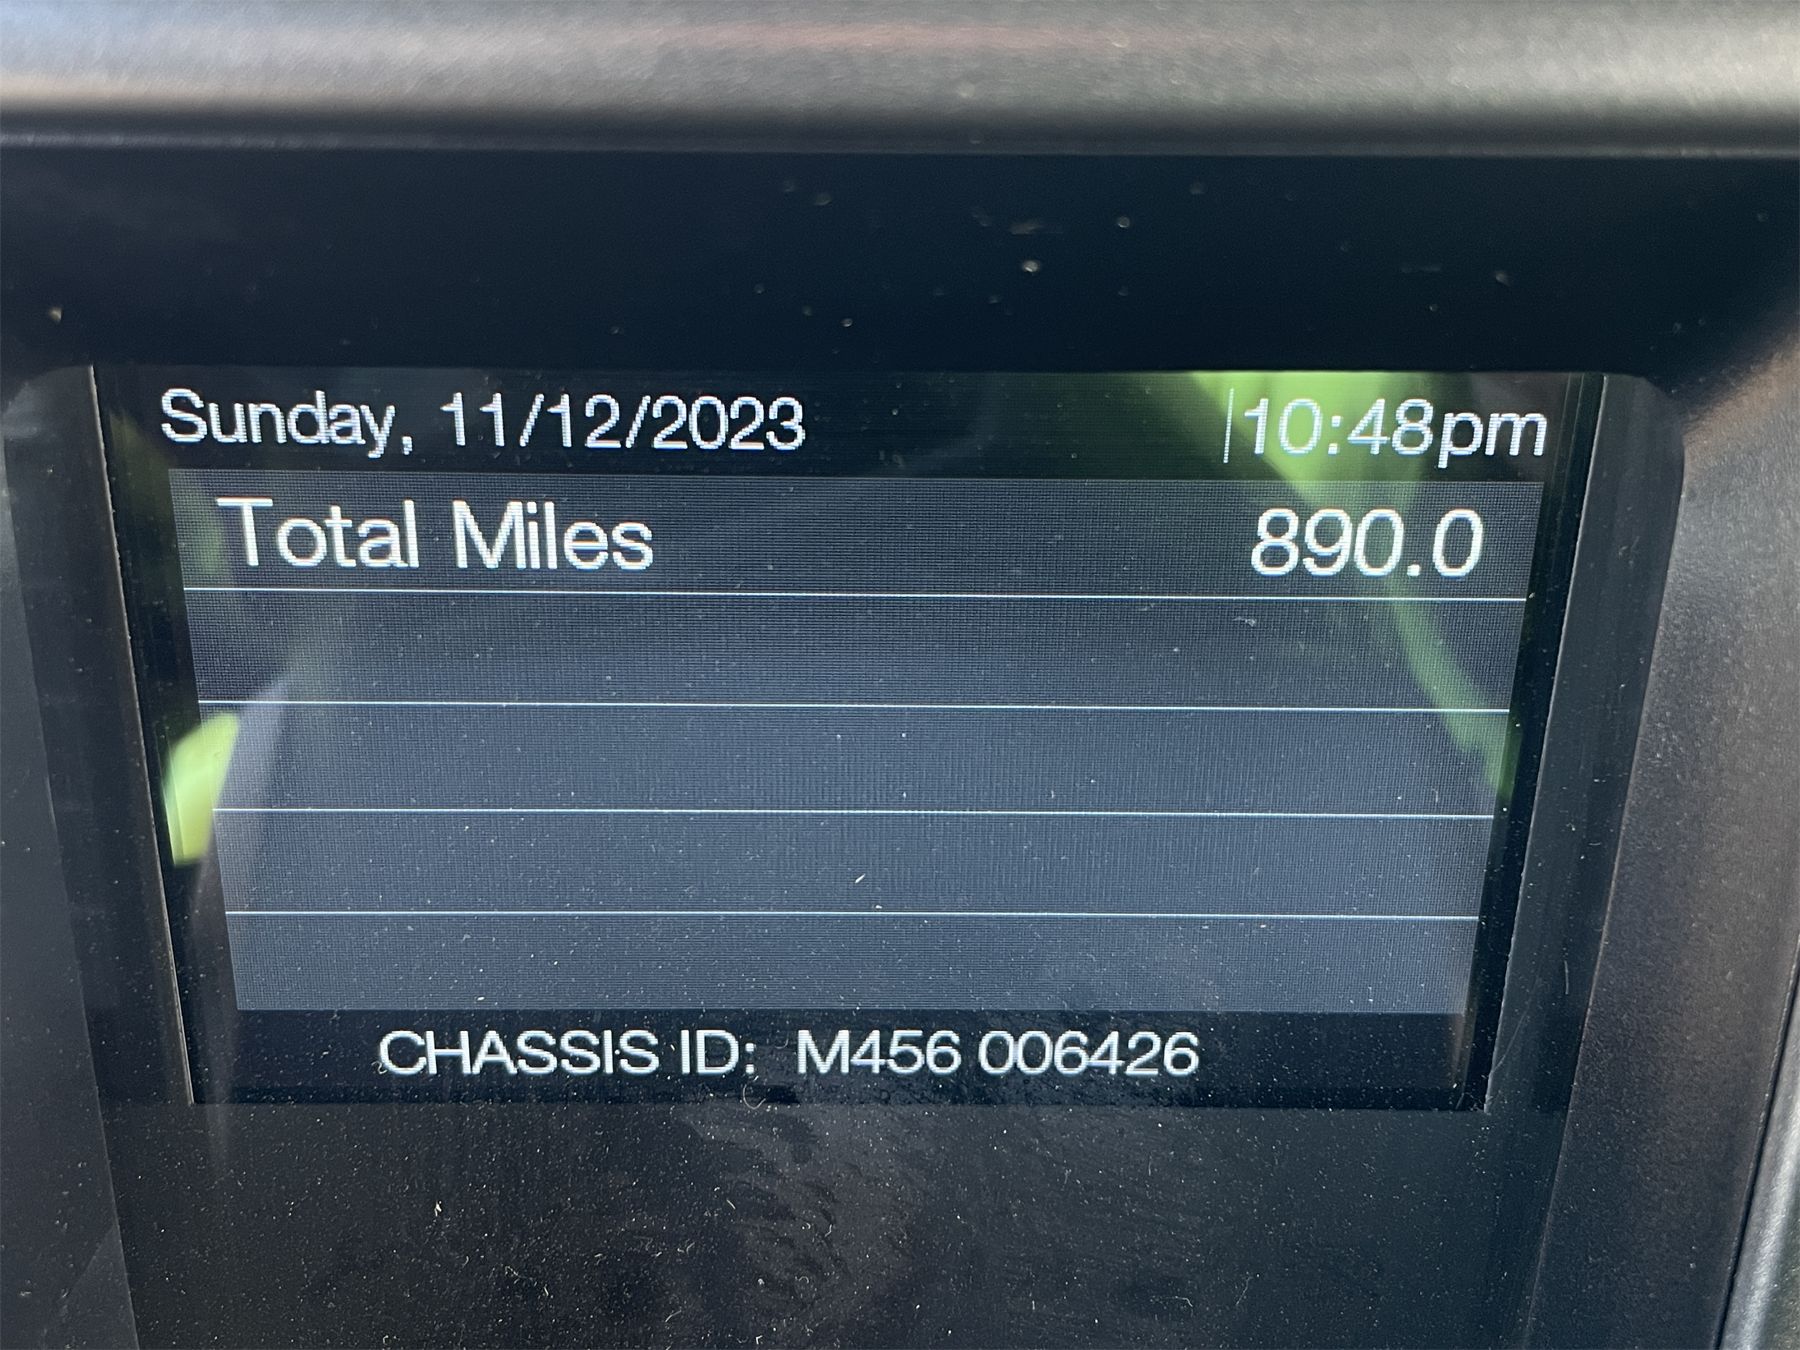 Sunday, 11/12/2023 10:48pm
Total Miles 890.0
CHASSIS ID: M456 006426